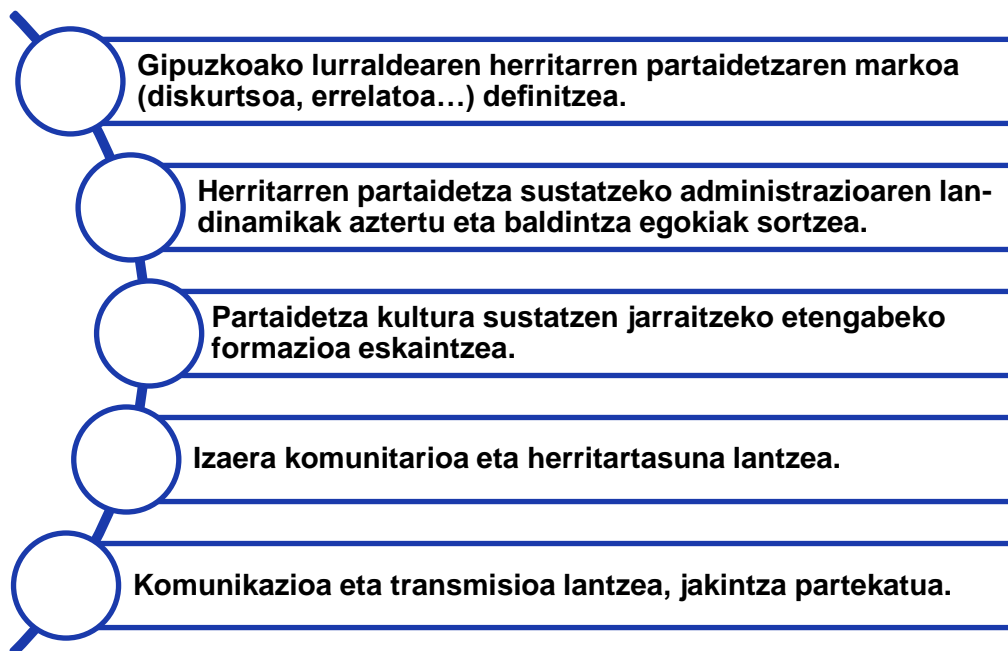 Gipuzkoako lurraldearen herritarren partaidetzaren markoa
(diskurtsoa, errelatoa…) definitzea.
Herritarren partaidetza sustatzeko administrazioaren lan-
dinamikak aztertu eta baldintza egokiak sortzea.
Partaidetza kultura sustatzen jarraitzeko etengabeko
formazioa eskaintzea.
Izaera komunitarioa eta herritartasuna lantzea.
Komunikazioa eta transmisioa lantzea, jakintza partekatua.